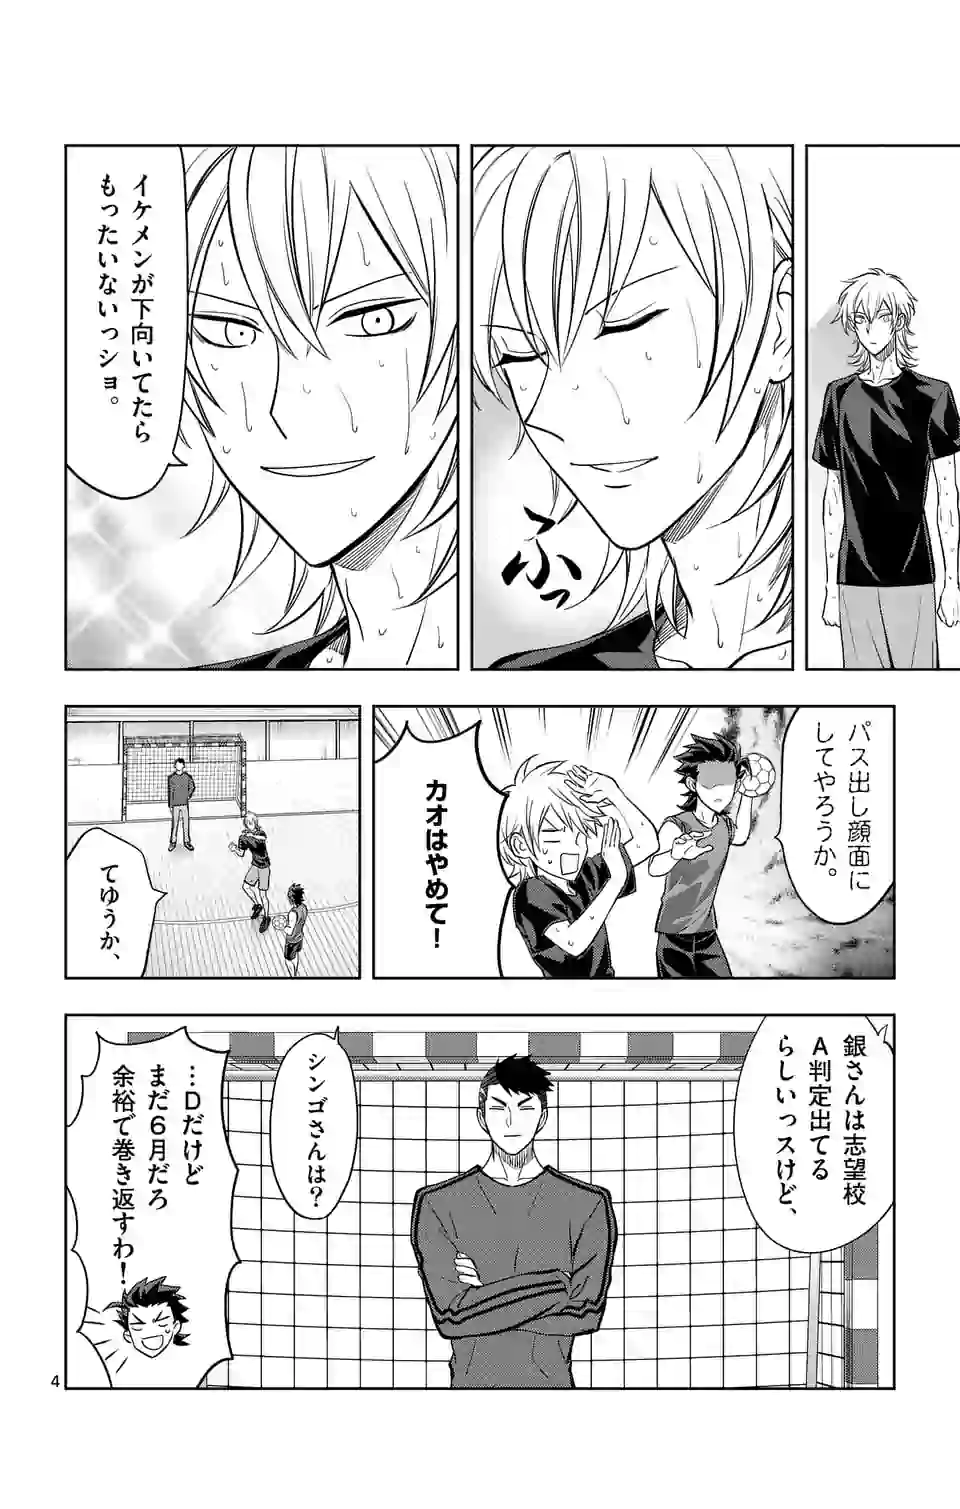 ふっ
イケメンが下向いてたら
もったいないっショ。
パス出し顔面に
してやろうか。
カオはやめて！
てゆうか、
銀さんは志望校
A判定出てる
らしいっスけど、
シンゴさんは？
…Dだけど
まだ６月だろ
余裕で巻き返すわ！
4